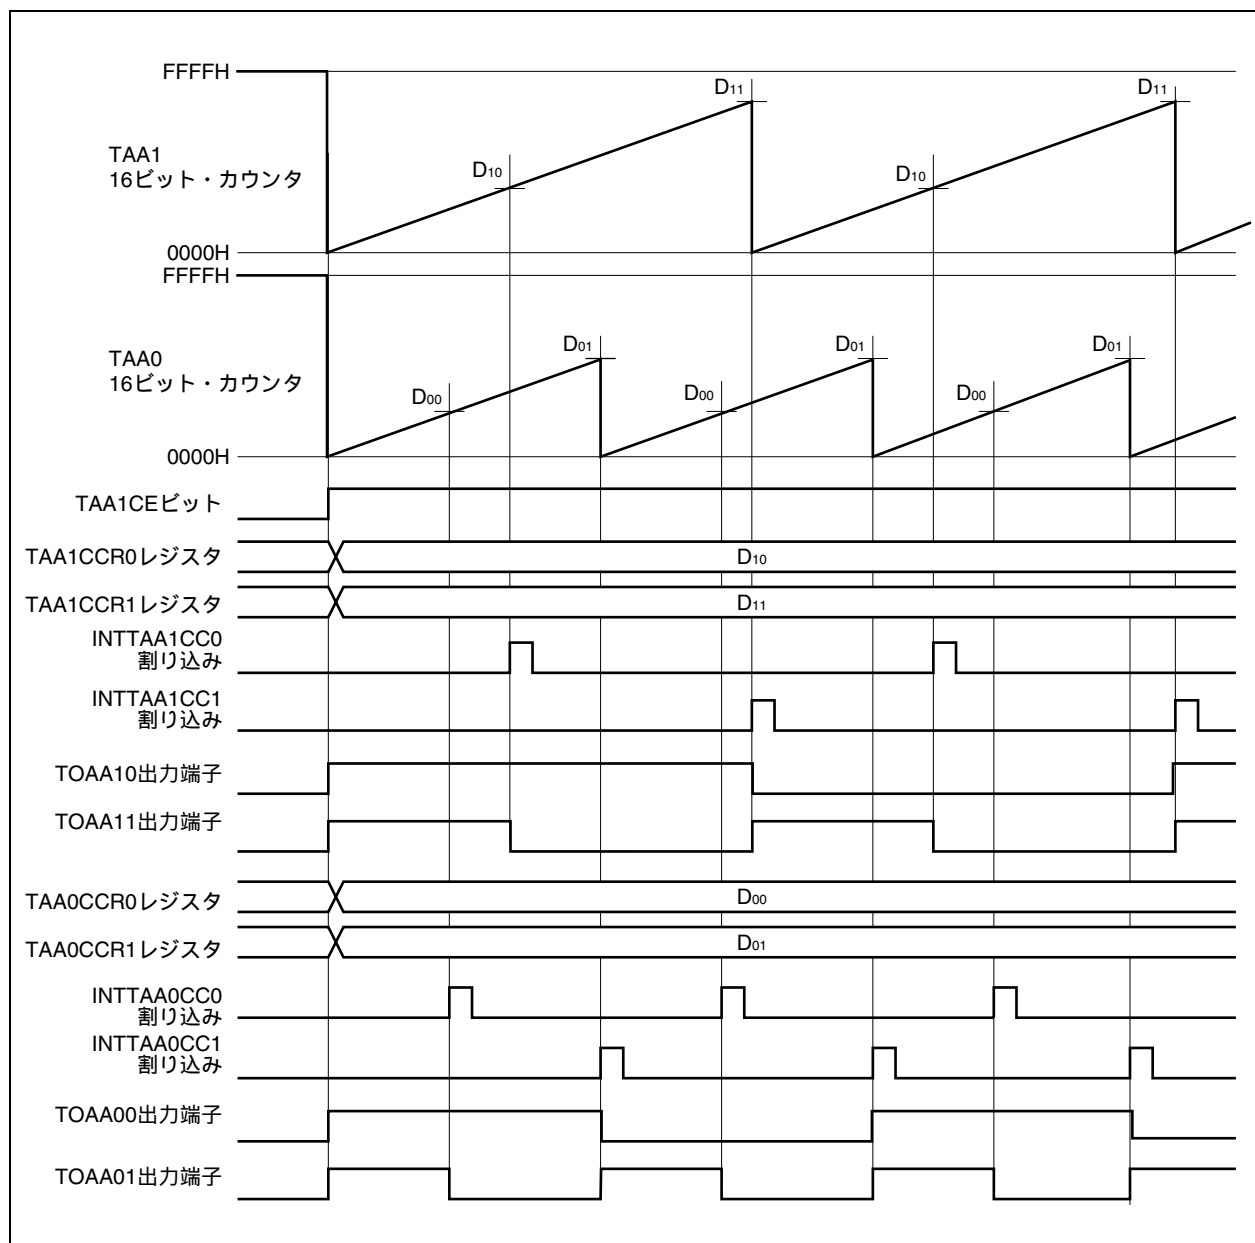 FFFFH
D11
D11
TAA1
16ビット・カウンタ
D10
D10
0000H
FFFFH
D01
D01
D01
TAA0
16ビット・カウンタ
D00
D00
D00
0000H
TAA1CEビット
TAA1CCR0レジスタ
D10
TAA1CCR1レジスタ
D11
INTTAA1CC0
割り込み
INTTAA1CC1
割り込み
TOAA10出力端子
TOAA11出力端子
TAA0CCR0レジスタ
D00
TAA0CCR1レジスタ
D01
INTTAA0CC0
割り込み
INTTAA0CC1
割り込み
TOAA00出力端子
TOAA01出力端子